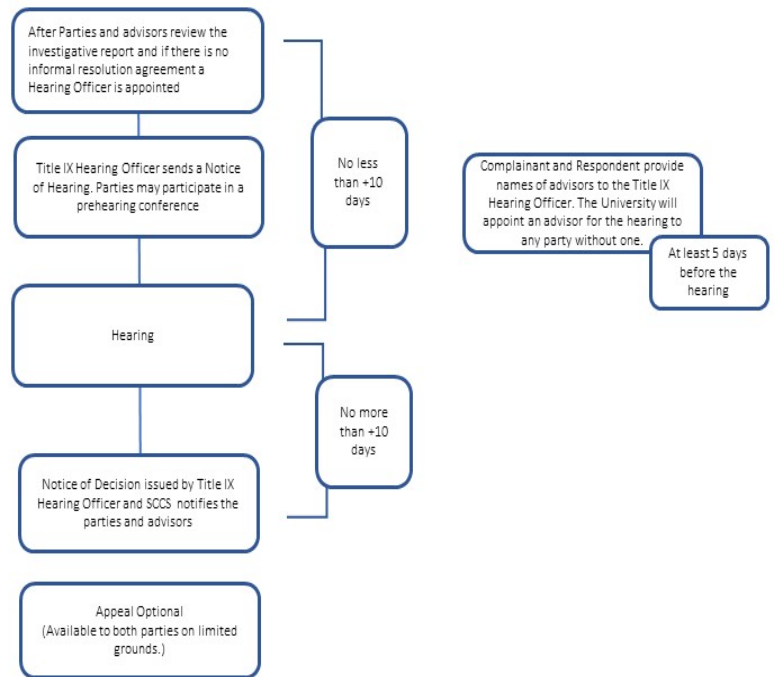 After Parties and advisors review the
investigative report and if there is no
informal resolution agreement a
Hearing Officer is appointed
Title IX Hearing Officer sends a Notice
of Hearing. Parties may participate in a
prehearing conference
No less
than +10
days
Complainant and Respondent provide
names of advisors to the Title IX
Hearing Officer. The University will
appoint an advisor for the hearing to
any party without one.
At least 5 days
before the
hearing
Hearing
No more
than +10
days
Notice of Decision issued by Title IX
Hearing Officer and SCCS notifies the
parties and advisors
Appeal Optional
(Available to both parties on limited
grounds.)